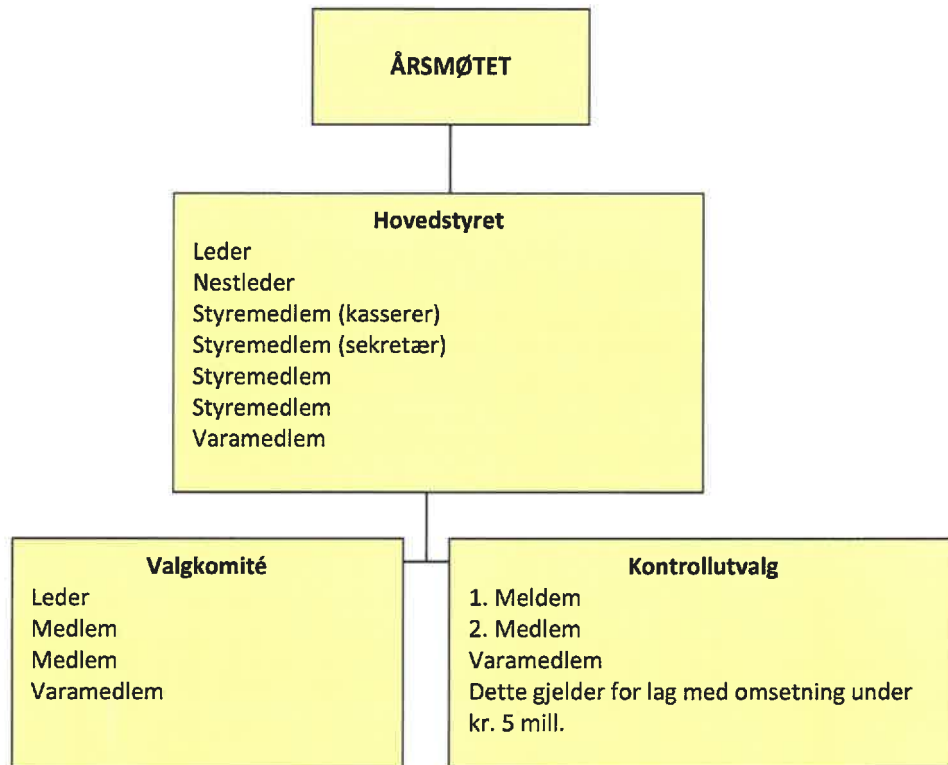 ÅRSMØTET
Hovedstyret
Leder
Nestleder
Styremedlem (kasserer)
Styremedlem (sekretær)
Styremedlem
Styremedlem
Varamedlem
Valgkomité
Leder
Medlem
Medlem
Varamedlem
Kontrollutvalg
1. Meldem
2. Medlem
Varamedlem
Dette gjelder for lag med omsetning under
kr. 5 mill.